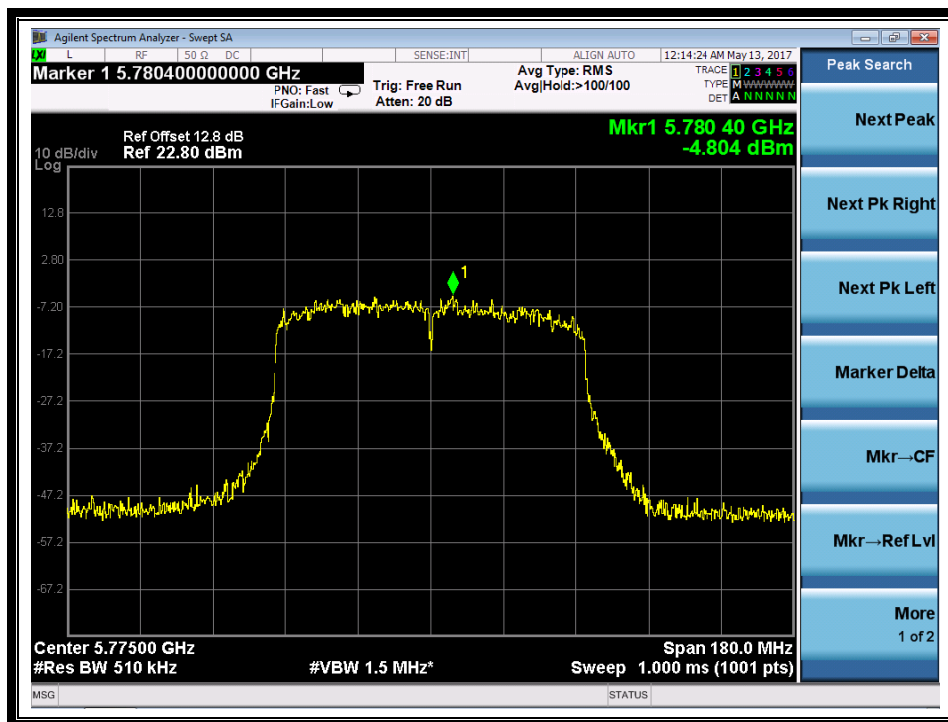 Agilent Spectrum Analyzer - Swept SA
LXI L RF 50 Ω DC SENSE:INT ALIGN AUTO 12:14:24 AM May 13, 2017
Marker 1 5.780400000000 GHz
PNO: Fast
IFGain:Low
Trig: Free Run
Atten: 20 dB
Avg Type: RMS
Avg|Hold:>100/100
TRACE 1 2 3 4 5 6
TYPE M WWWWW
DET A N N N N N
Ref Offset 12.8 dB
10 dB/div Ref 22.80 dBm
Log
Mkr1 5.780 40 GHz
-4.804 dBm
12.8
2.80
-7.20
-17.2
-27.2
-37.2
-47.2
-57.2
-67.2
1
Center 5.77500 GHz Span 180.0 MHz
#Res BW 510 kHz #VBW 1.5 MHz* Sweep 1.000 ms (1001 pts)
MSG STATUS
Peak Search
Next Peak
Next Pk Right
Next Pk Left
Marker Delta
Mkr→CF
Mkr→Ref Lvl
More
1 of 2